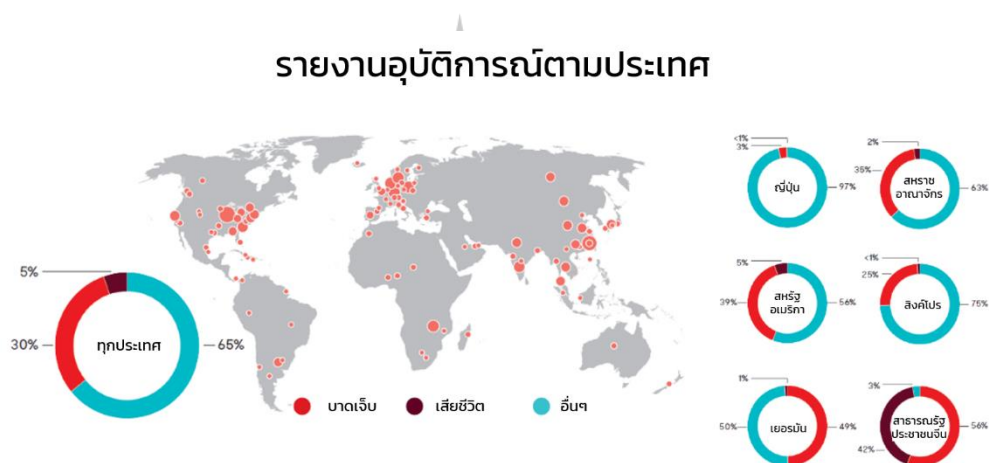 รายงานอุบัติการณ์ตามประเทศ
5%
30%
65%
ทุกประเทศ
บาดเจ็บ
เสียชีวิต
อื่นๆ
<1%
3%
97%
ญี่ปุ่น
2%
35%
63%
สหราช
อาณาจักร
5%
39%
56%
สหรัฐ
อเมริกา
<1%
25%
75%
สิงค์โปร
1%
50%
49%
เยอรมัน
3%
42%
56%
สาธารณรัฐ
ประชาชนจีน